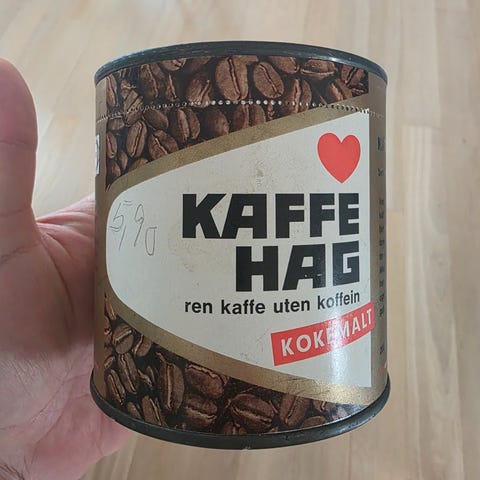 5,90
KAFFE
HAG
ren kaffe uten koffein
KOKEMALT